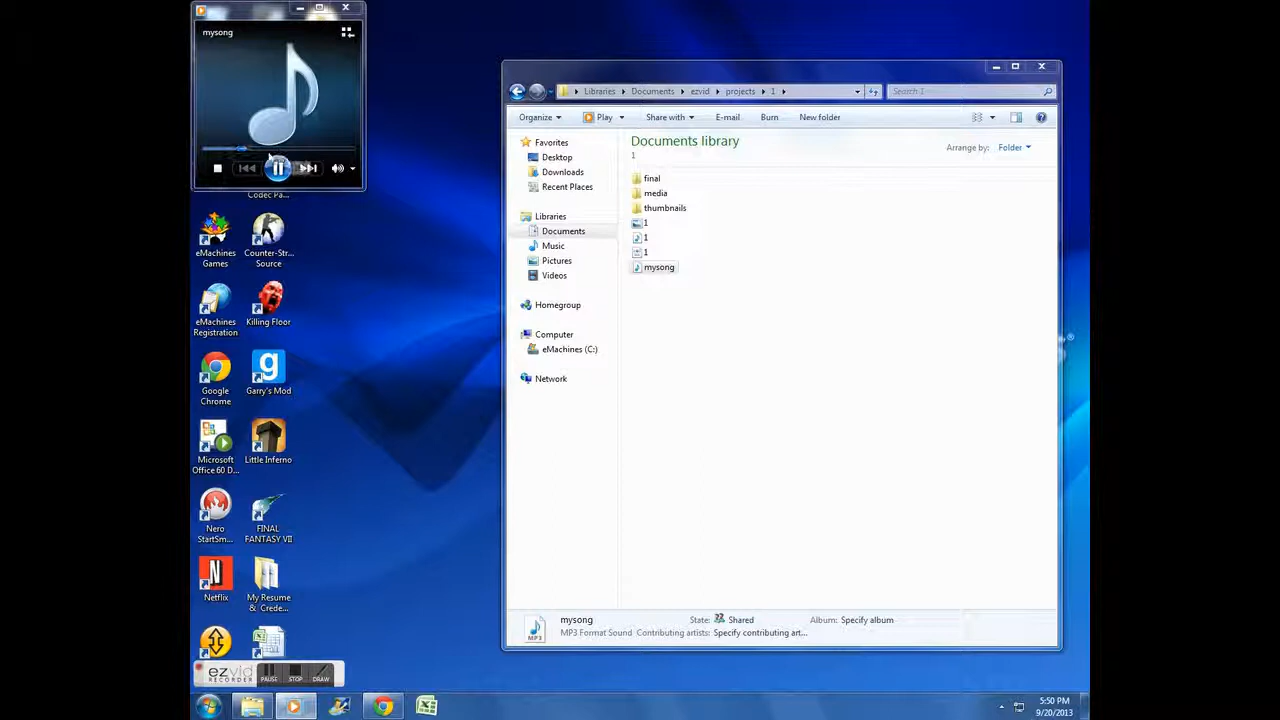 mysong
Codec Pa...
eMachines
Games
Counter-Str...
Source
eMachines
Registration
Killing Floor
Google
Chrome
Garry's Mod
Microsoft
Office 60 D...
Little Inferno
Nero
StartSm...
FINAL
FANTASY VII
Netflix
My Resume
& Crede...
ezvid
RECORDER
PAUSE
STOP
DRAW
Libraries
Documents
ezvid
projects
1
Search 1
Organize
Play
Share with
E-mail
Burn
New folder
Favorites
Desktop
Downloads
Recent Places
Libraries
Documents
Music
Pictures
Videos
Homegroup
Computer
eMachines (C:)
Network
Documents library
1
Arrange by: Folder
final
media
thumbnails
1
1
1
mysong
MP3
mysong
MP3 Format Sound
State: Shared
Contributing artists: Specify contributing art...
Album: Specify album
5:50 PM
9/20/2013